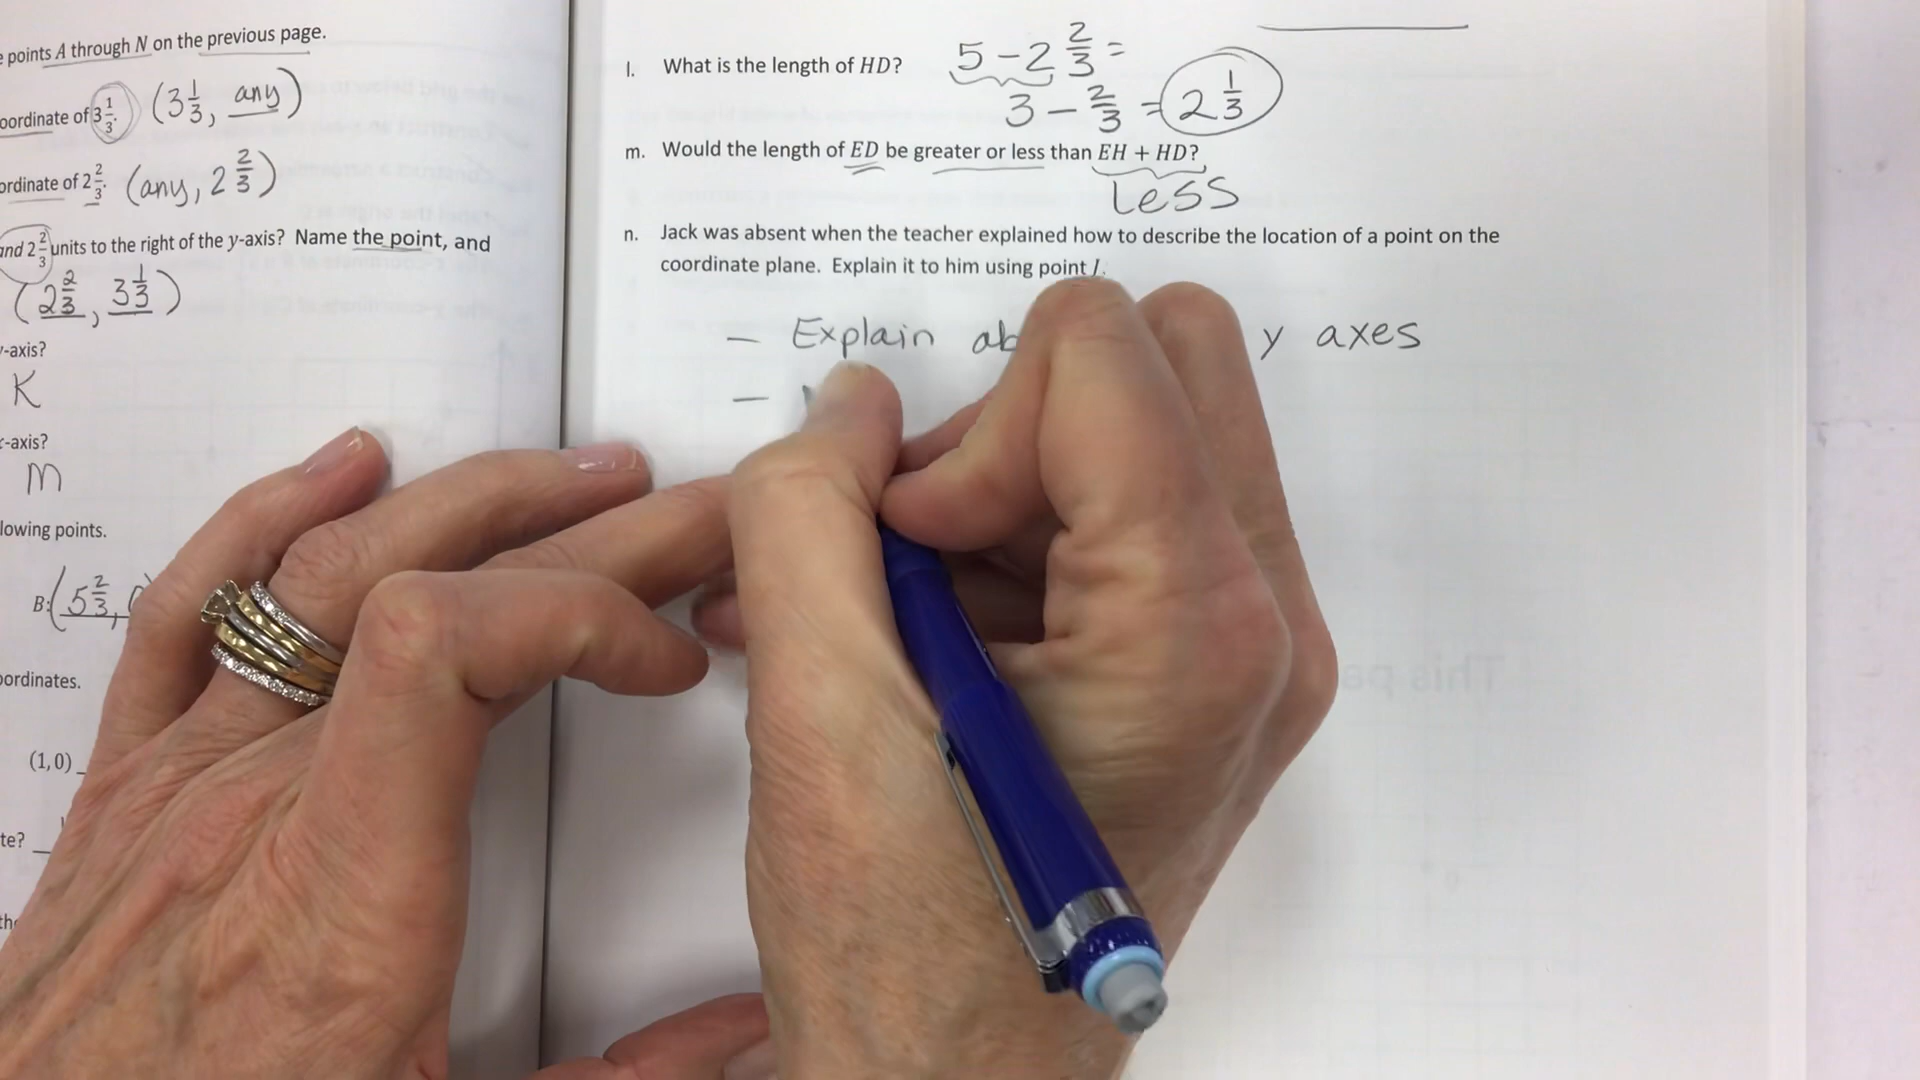 points A through N on the previous page.
oordinate of 3 1/3. (3 1/3, any)
ordinate of 2 2/3. (any, 2 2/3)
and 2 2/3 units to the right of the y-axis? Name the point, and
(2 2/3, 3 1/3)
-axis?
K
-axis?
M
lowing points.
B: (5 2/3,
oordinates.
(1,0)
te?
l. What is the length of HD? 5 - 2 2/3 =
3 - 2/3 = 2 1/3
m. Would the length of ED be greater or less than EH + HD?
less
n. Jack was absent when the teacher explained how to describe the location of a point on the
coordinate plane. Explain it to him using point J.
- Explain ab y axes
-
This pa